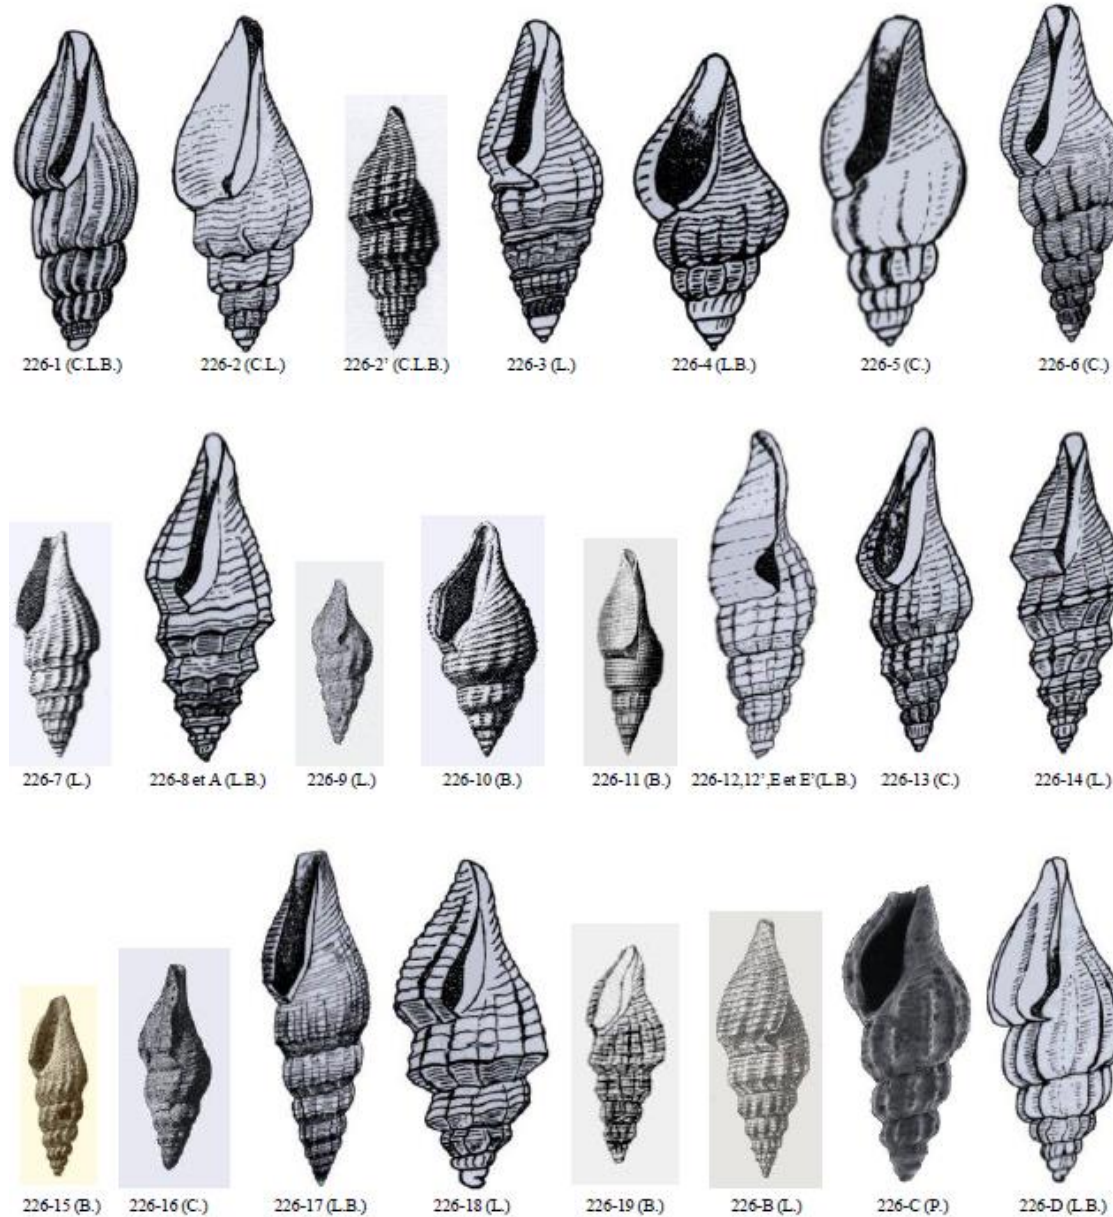 226-1 (C.L.B.) 226-2 (C.L.) 226-2' (C.L.B.) 226-3 (L.) 226-4 (L.B.) 226-5 (C.) 226-6 (C.)
226-7 (L.) 226-8 et A (L.B.) 226-9 (L.) 226-10 (B.) 226-11 (B.) 226-12,12',E et E'(L.B.) 226-13 (C.) 226-14 (L.)
226-15 (B.) 226-16 (C.) 226-17 (L.B.) 226-18 (L.) 226-19 (B.) 226-B (L.) 226-C (P.) 226-D (L.B.)